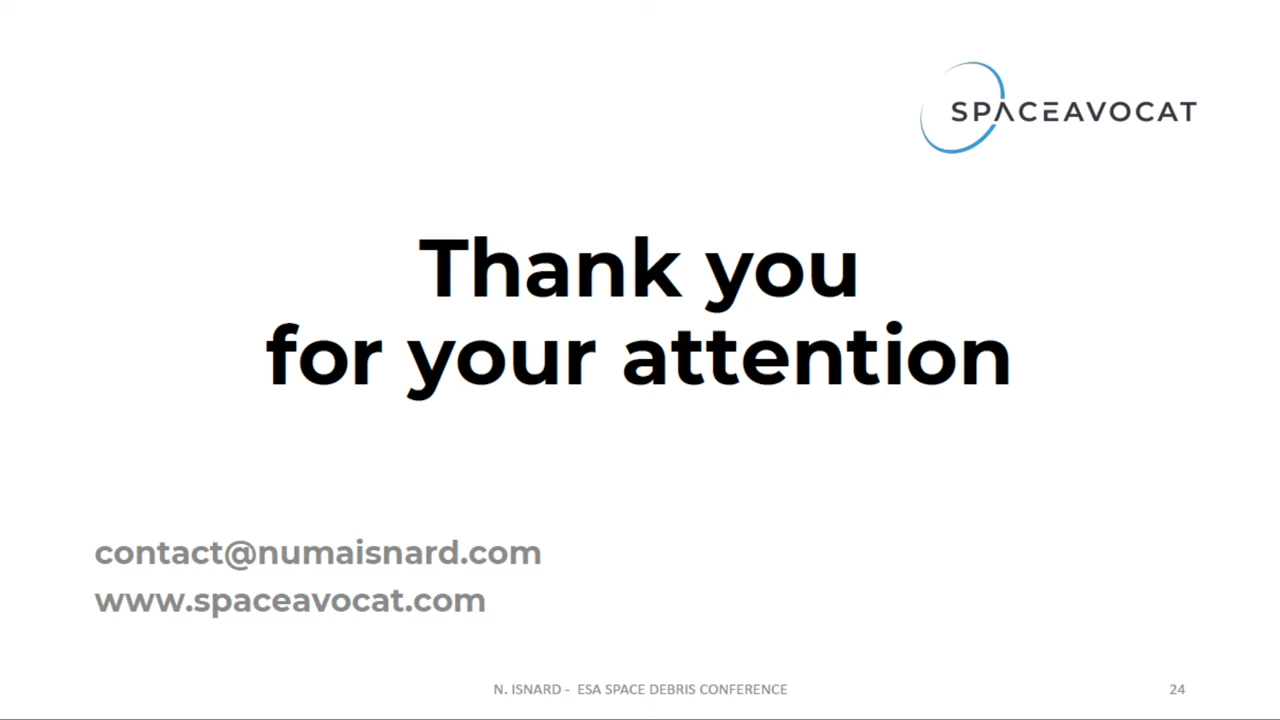 SPACEAVOCAT
Thank you
for your attention
contact@numaisnard.com
www.spaceavocat.com
N. ISNARD - ESA SPACE DEBRIS CONFERENCE
24